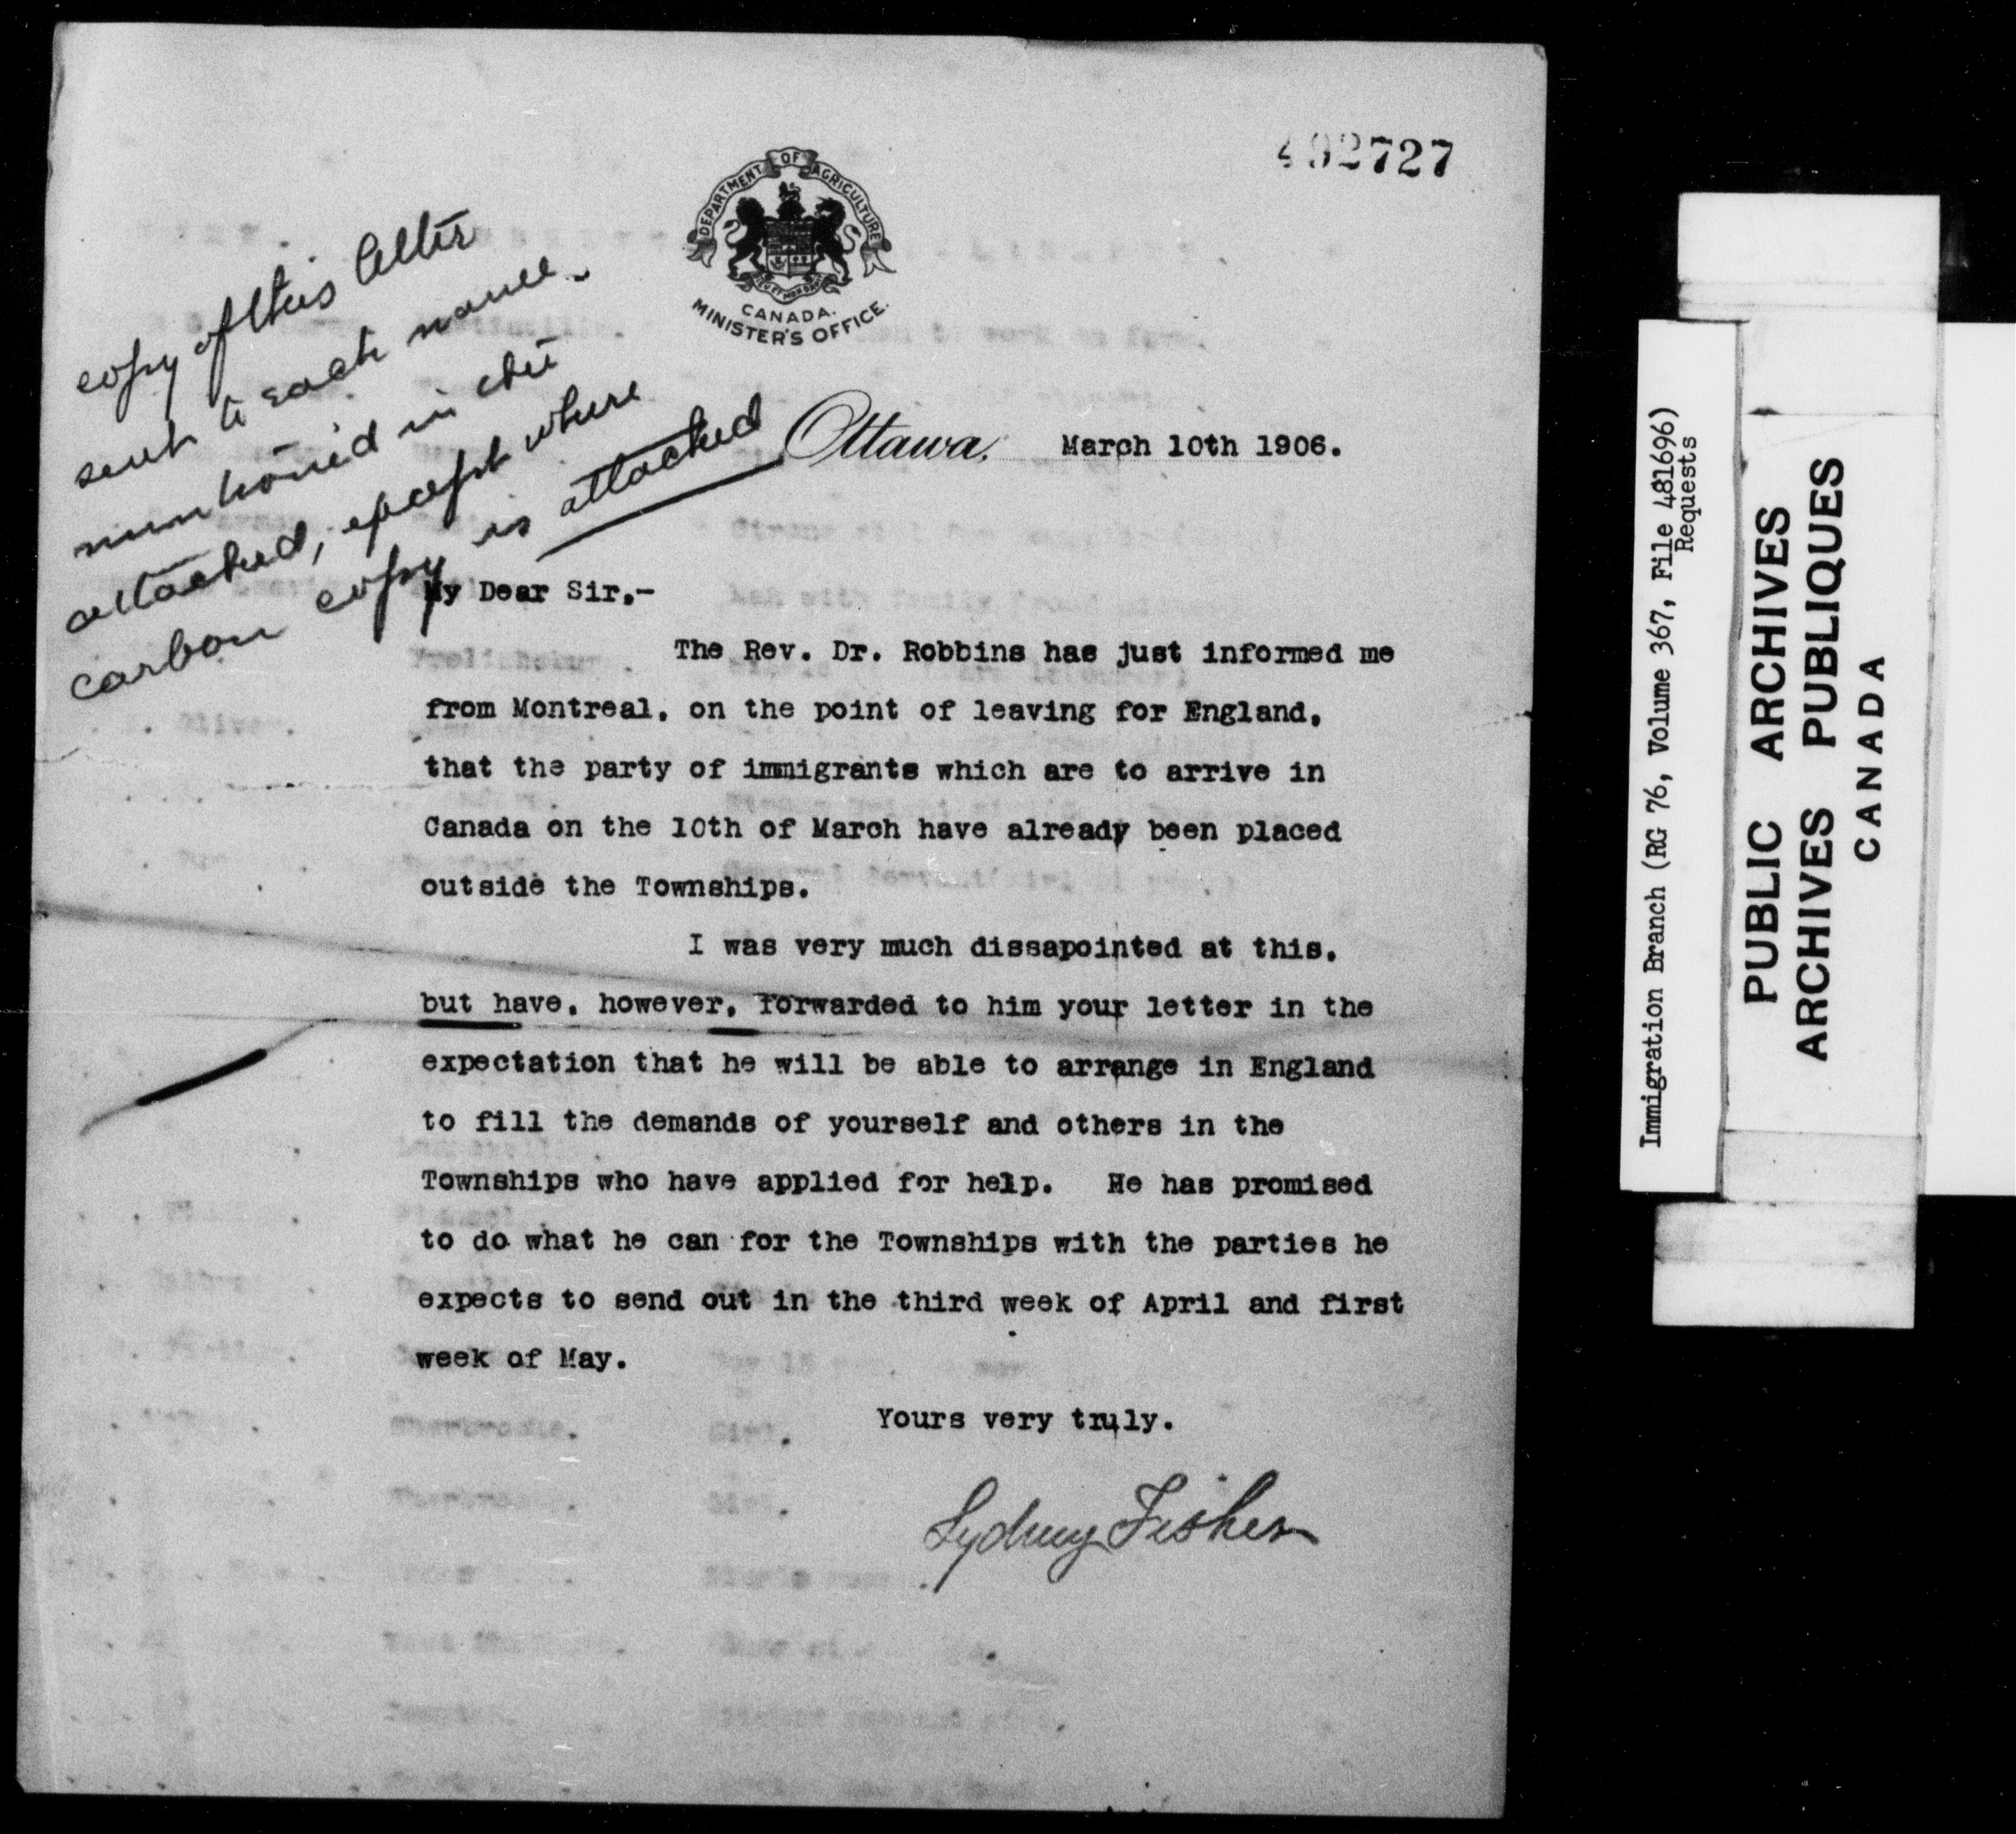 492727
DEPARTMENT OF AGRICULTURE
CANADA.
MINISTER'S OFFICE.
copy of this letter
sent to each name
mentioned in the
attached, except where
carbon copy is attached
Ottawa, March 10th 1906.
My Dear Sir,-
The Rev. Dr. Robbins has just informed me
from Montreal, on the point of leaving for England,
that the party of immigrants which are to arrive in
Canada on the 10th of March have already been placed
outside the Townships.
I was very much dissapointed at this,
but have, however, forwarded to him your letter in the
expectation that he will be able to arrange in England
to fill the demands of yourself and others in the
Townships who have applied for help. He has promised
to do what he can for the Townships with the parties he
expects to send out in the third week of April and first
week of May.
Yours very truly.
Sydney Fisher
Immigration Branch (RG 76, Volume 367, File 481696)
Requests
PUBLIC ARCHIVES
ARCHIVES PUBLIQUES
CANADA